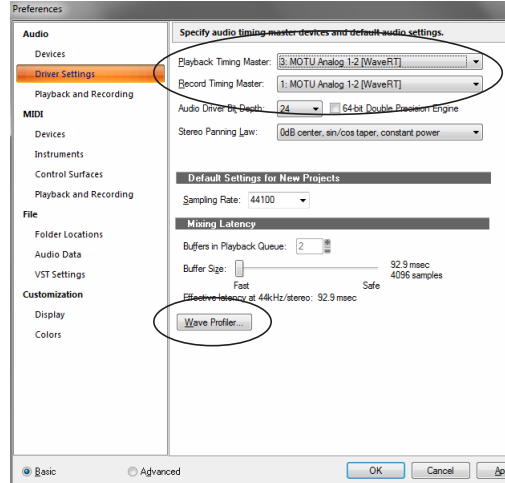 Preferences
Audio
Devices
Driver Settings
Playback and Recording
MIDI
Devices
Instruments
Control Surfaces
Playback and Recording
File
Folder Locations
Audio Data
VST Settings
Customization
Display
Colors
Basic
Advanced
Specify audio timing master devices and default audio settings.
Playback Timing Master: 3: MOTU Analog 1-2 [WaveRT]
Record Timing Master: 1: MOTU Analog 1-2 [WaveRT]
Audio Driver Bit Depth: 24 64-bit Double Precision Engine
Stereo Panning Law: 0dB center, sin/cos taper, constant power
Default Settings for New Projects
Sampling Rate: 44100
Mixing Latency
Buffers in Playback Queue: 2
Buffer Size: 92.9 msec
4096 samples
Fast Safe
Effective latency at 44kHz/stereo: 92.9 msec
Wave Profiler...
OK Cancel Ap